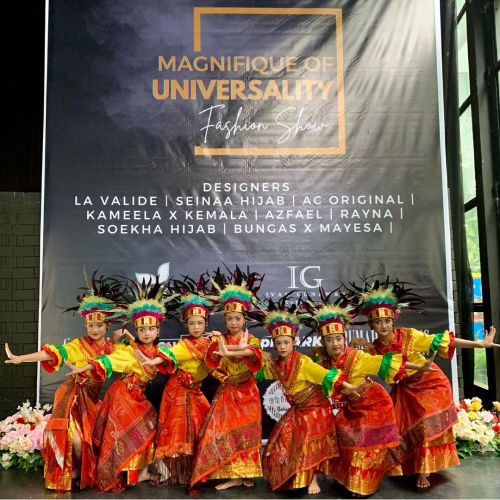 MAGNIFIQUE OF
UNIVERSALITY
Fashion Show
DESIGNERS
LA VALIDE | SEINAA HIJAB | AC ORIGINAL |
KAMEELA X KEMALA | AZFAEL | RAYNA |
SOEKHA HIJAB | BUNGAS X MAYESA |
IG